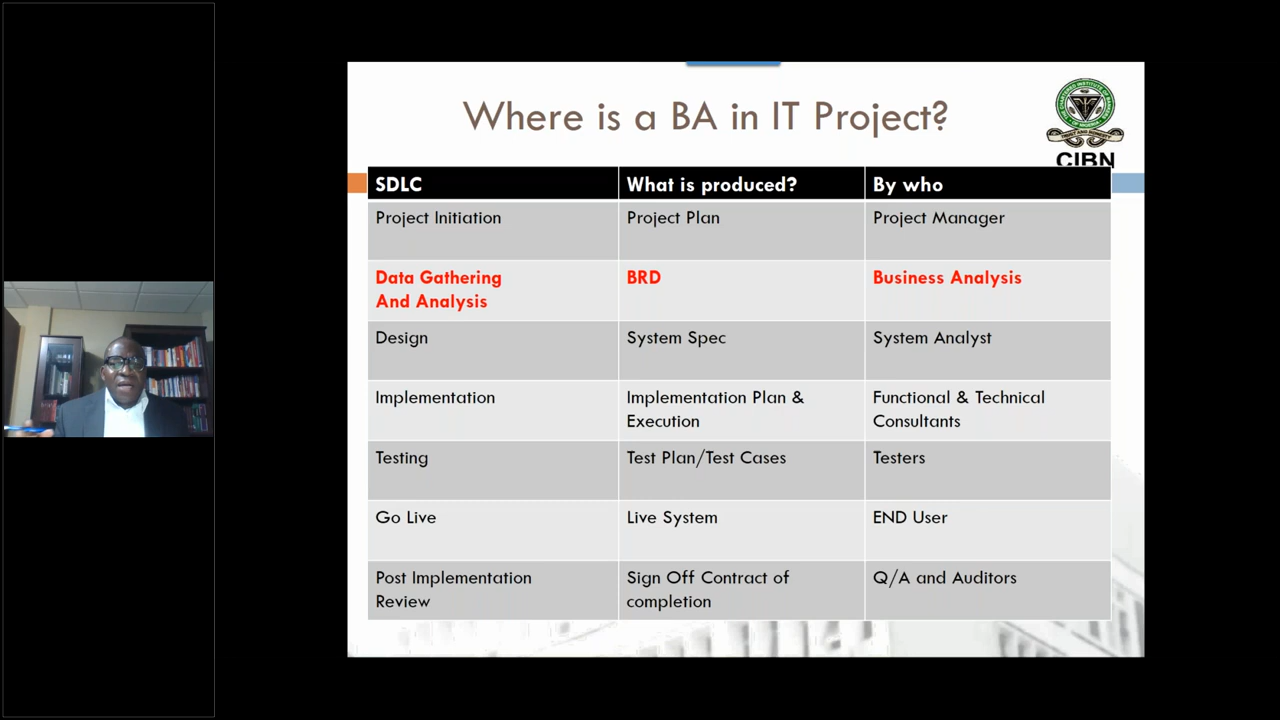 Where is a BA in IT Project?
CIBN
SDLC What is produced? By who
Project Initiation Project Plan Project Manager
Data Gathering
And Analysis
BRD
Business Analysis
Design System Spec System Analyst
Implementation
Implementation Plan &
Execution
Functional & Technical
Consultants
Testing Test Plan/Test Cases Testers
Go Live Live System END User
Post Implementation
Review
Sign Off Contract of
completion
Q/A and Auditors